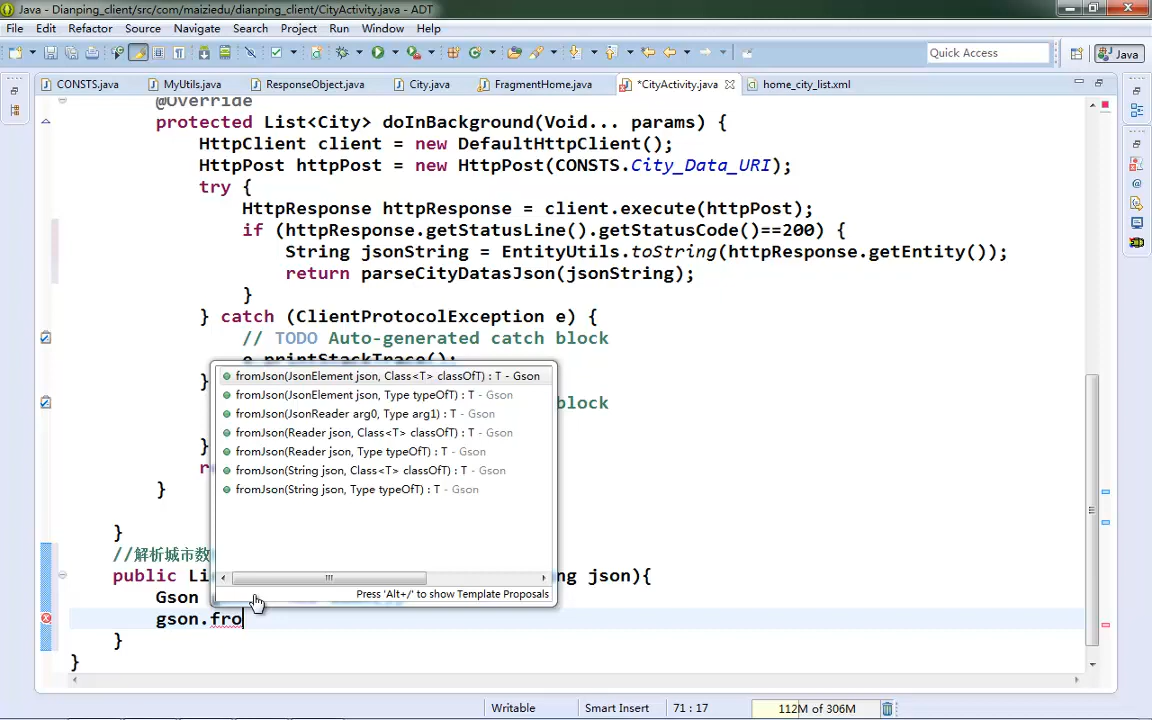 Java - Dianping_client/src/com/maiziedu/dianping_client/CityActivity.java - ADT
File Edit Refactor Source Navigate Search Project Run Window Help
Quick Access
Java
CONSTS.java MyUtils.java ResponseObject.java City.java FragmentHome.java *CityActivity.java home_city_list.xml
@Override
protected List<City> doInBackground(Void... params) {
HttpClient client = new DefaultHttpClient();
HttpPost httpPost = new HttpPost(CONSTS.City_Data_URI);
try {
HttpResponse httpResponse = client.execute(httpPost);
if (httpResponse.getStatusLine().getStatusCode()==200) {
String jsonString = EntityUtils.toString(httpResponse.getEntity());
return parseCityDatasJson(jsonString);
}
} catch (ClientProtocolException e) {
// TODO Auto-generated catch block
e.printStackTrace();
fromJson(JsonElement json, Class<T> classOfT) : T - Gson
}
fromJson(JsonElement json, Type typeOfT) : T - Gson
block
fromJson(JsonReader arg0, Type arg1) : T - Gson
fromJson(Reader json, Class<T> classOfT) : T - Gson
}
fromJson(Reader json, Type typeOfT) : T - Gson
re
fromJson(String json, Class<T> classOfT) : T - Gson
}
fromJson(String json, Type typeOfT) : T - Gson
}
//解析城市数
public Li ng json){
Press 'Alt+/' to show Template Proposals
Gson
gson.fro
}
}
Writable Smart Insert 71 : 17 112M of 306M